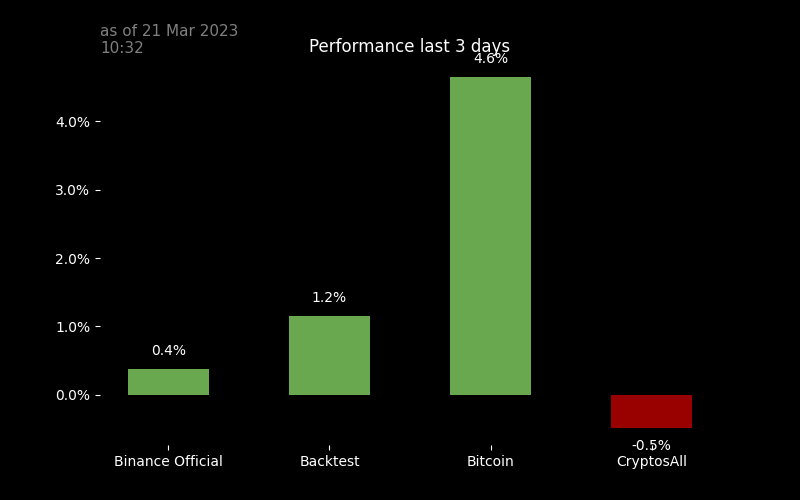 as of 21 Mar 2023
10:32
Performance last 3 days
4.6%
4.0%
3.0%
2.0%
1.2%
1.0%
0.4%
0.0%
-0.5%
Binance Official
Backtest
Bitcoin
CryptosAll